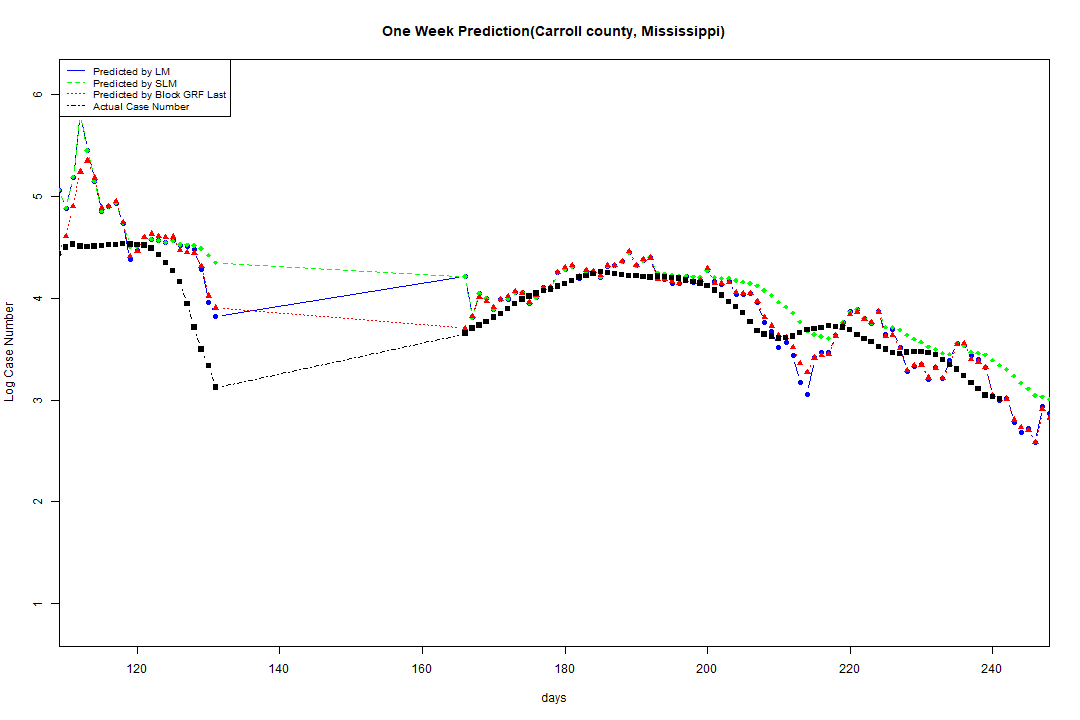 One Week Prediction(Carroll county, Mississippi)
Predicted by LM
Predicted by SLM
Predicted by Block GRF Last
Actual Case Number
6
5
4
3
2
1
Log Case Number
120 140 160 180 200 220 240
days